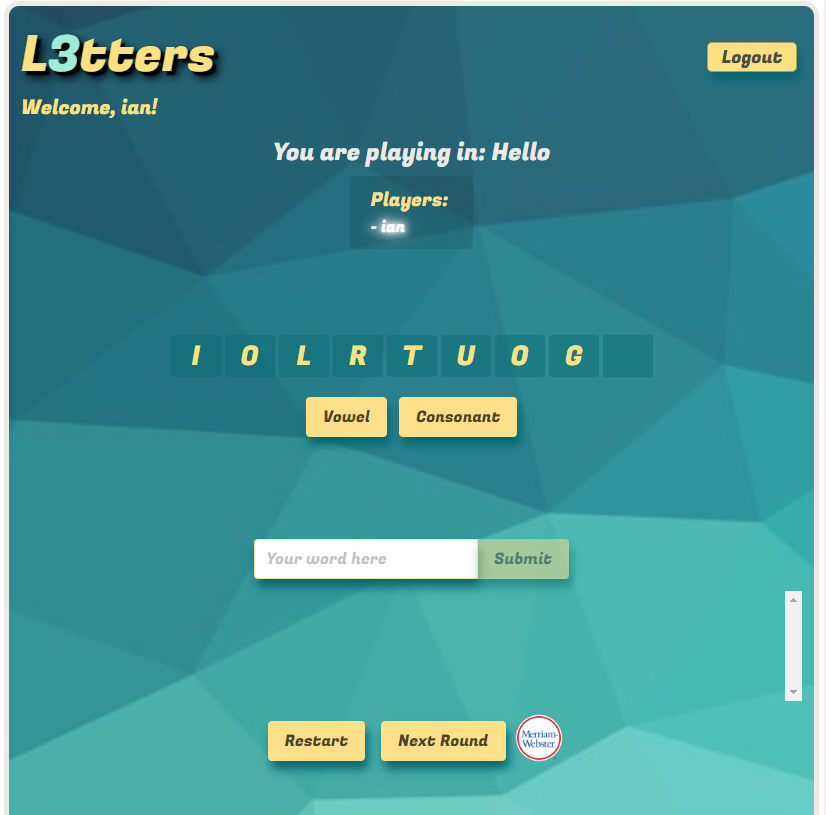 L3tters
Logout
Welcome, ian!
You are playing in: Hello
Players:
- ian
I O L R T U O G
Vowel Consonant
Your word here Submit
Restart Next Round Merriam-
Webster